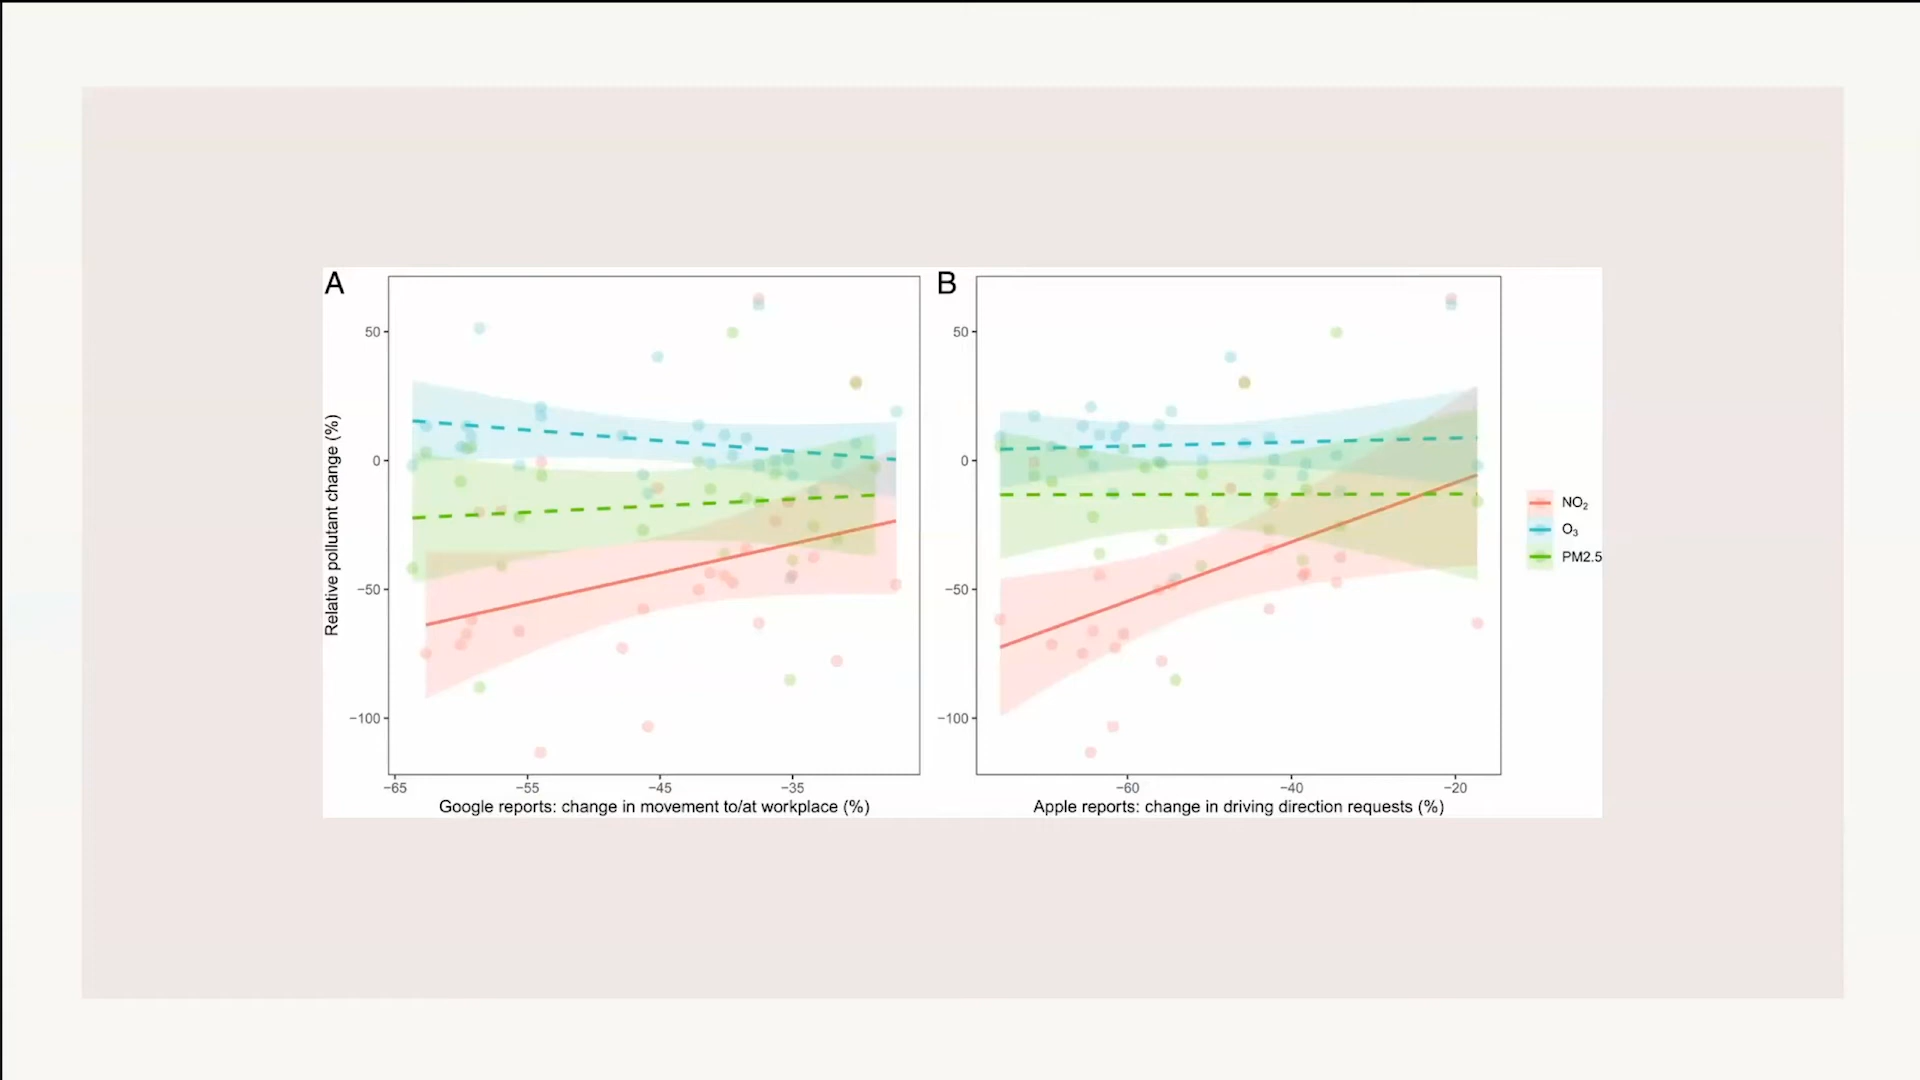 A
B
50
0
−50
−100
Relative pollutant change (%)
−65 −55 −45 −35
Google reports: change in movement to/at workplace (%)
50
0
−50
−100
−60 −40 −20
Apple reports: change in driving direction requests (%)
NO₂
O₃
PM2.5